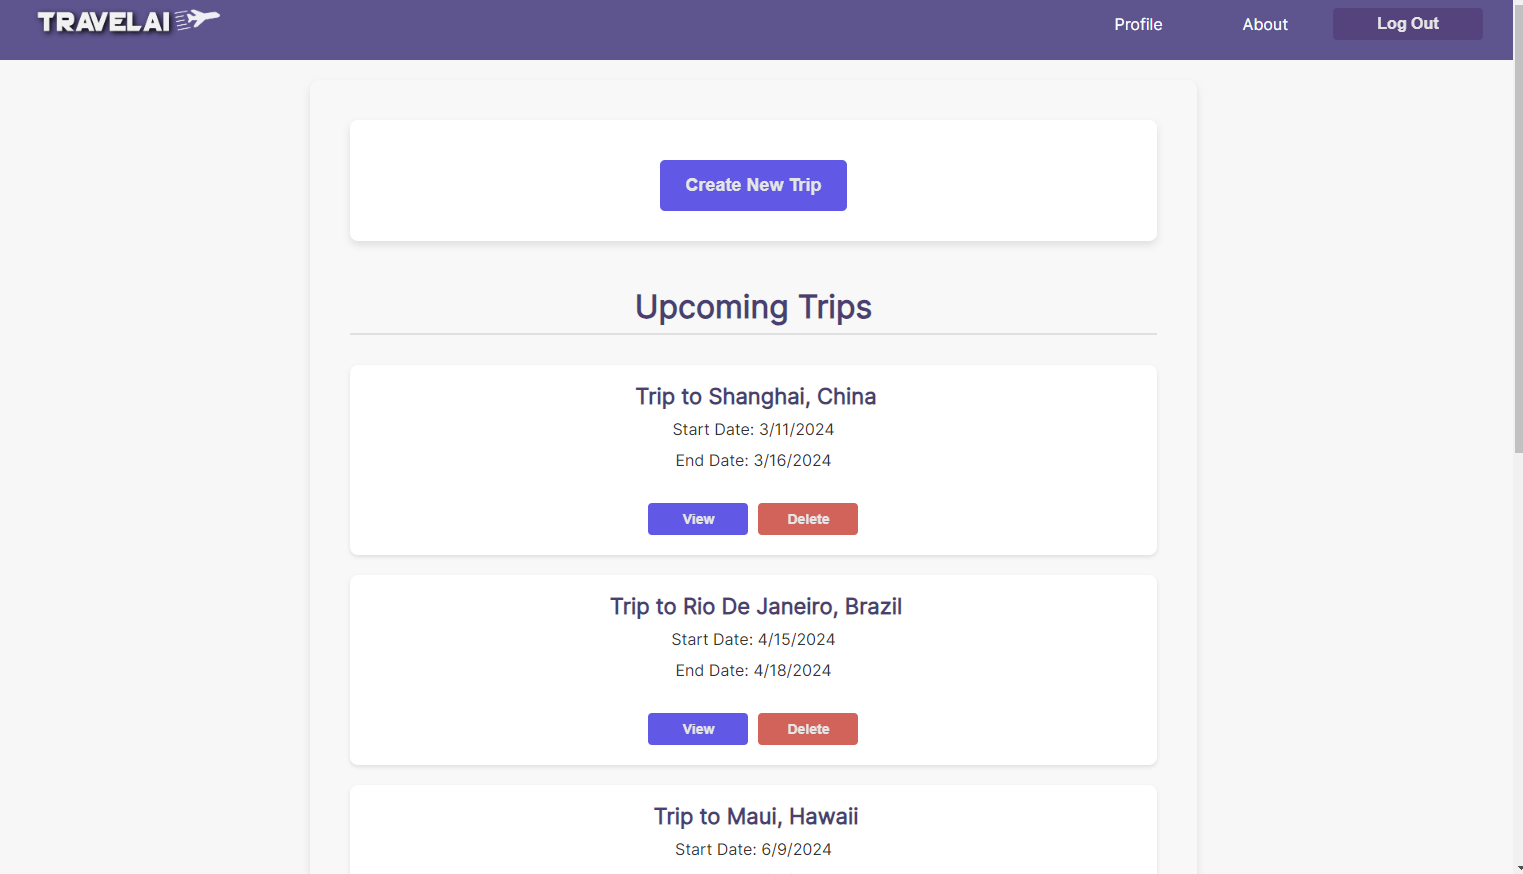 TRAVELAI
Profile
About
Log Out
Create New Trip
Upcoming Trips
Trip to Shanghai, China
Start Date: 3/11/2024
End Date: 3/16/2024
View
Delete
Trip to Rio De Janeiro, Brazil
Start Date: 4/15/2024
End Date: 4/18/2024
View
Delete
Trip to Maui, Hawaii
Start Date: 6/9/2024